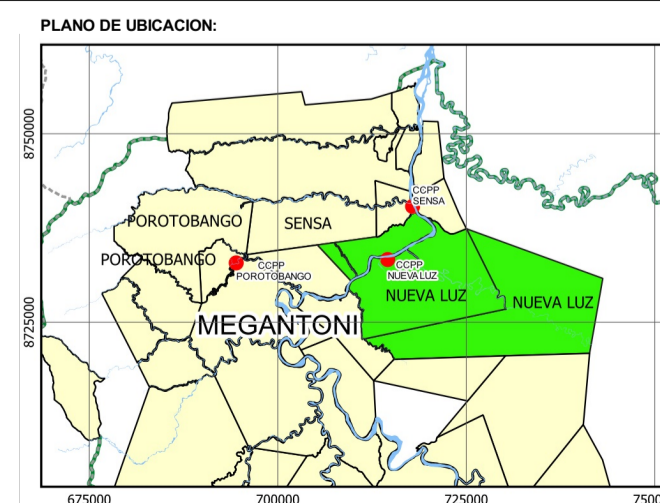 PLANO DE UBICACION:
8750000
CCPP
SENSA
POROTOBANGO
SENSA
POROTOBANGO
CCPP
POROTOBANGO
CCPP
NUEVA LUZ
NUEVA LUZ
NUEVA LUZ
8725000
MEGANTONI
675000
700000
725000
7500